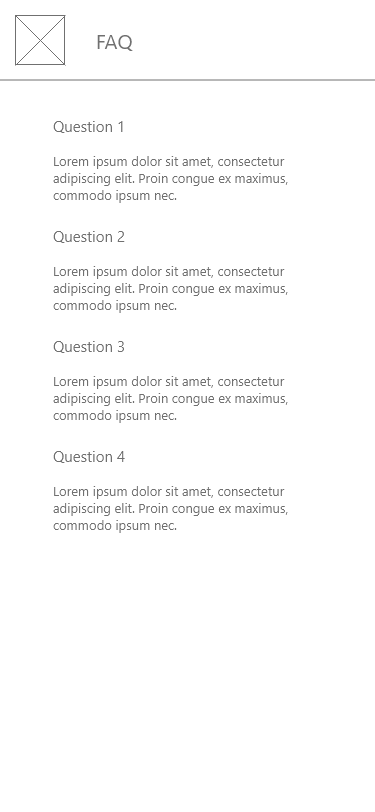 FAQ
Question 1
Lorem ipsum dolor sit amet, consectetur
adipiscing elit. Proin congue ex maximus,
commodo ipsum nec.
Question 2
Lorem ipsum dolor sit amet, consectetur
adipiscing elit. Proin congue ex maximus,
commodo ipsum nec.
Question 3
Lorem ipsum dolor sit amet, consectetur
adipiscing elit. Proin congue ex maximus,
commodo ipsum nec.
Question 4
Lorem ipsum dolor sit amet, consectetur
adipiscing elit. Proin congue ex maximus,
commodo ipsum nec.